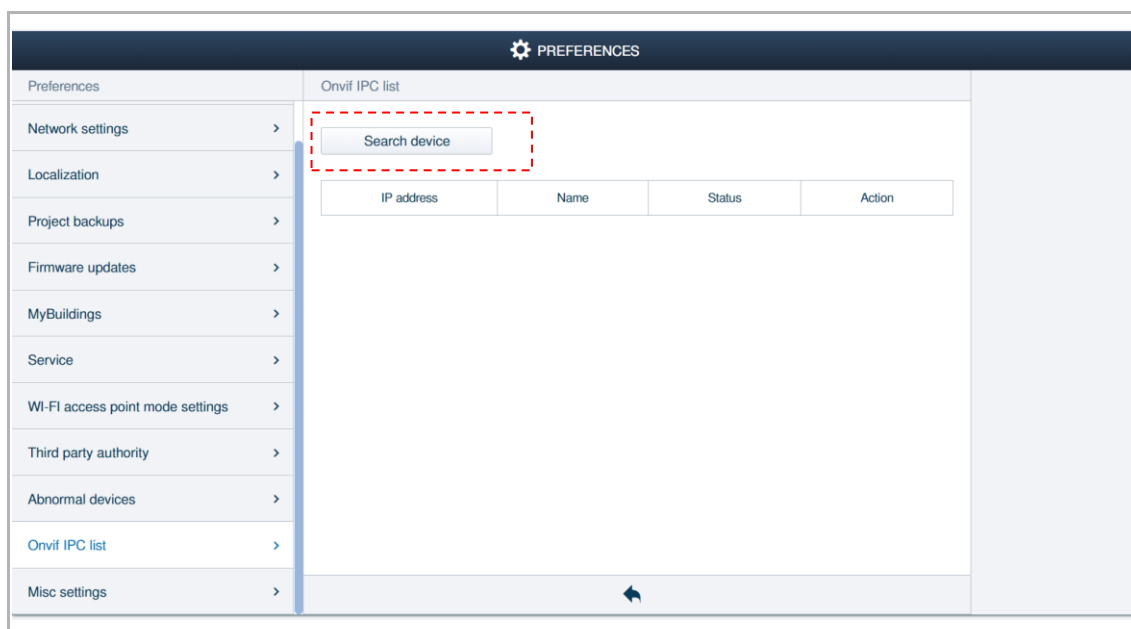 PREFERENCES
Preferences
Onvif IPC list
Network settings
Localization
Project backups
Firmware updates
MyBuildings
Service
WI-FI access point mode settings
Third party authority
Abnormal devices
Onvif IPC list
Misc settings
Search device
IP address Name Status Action